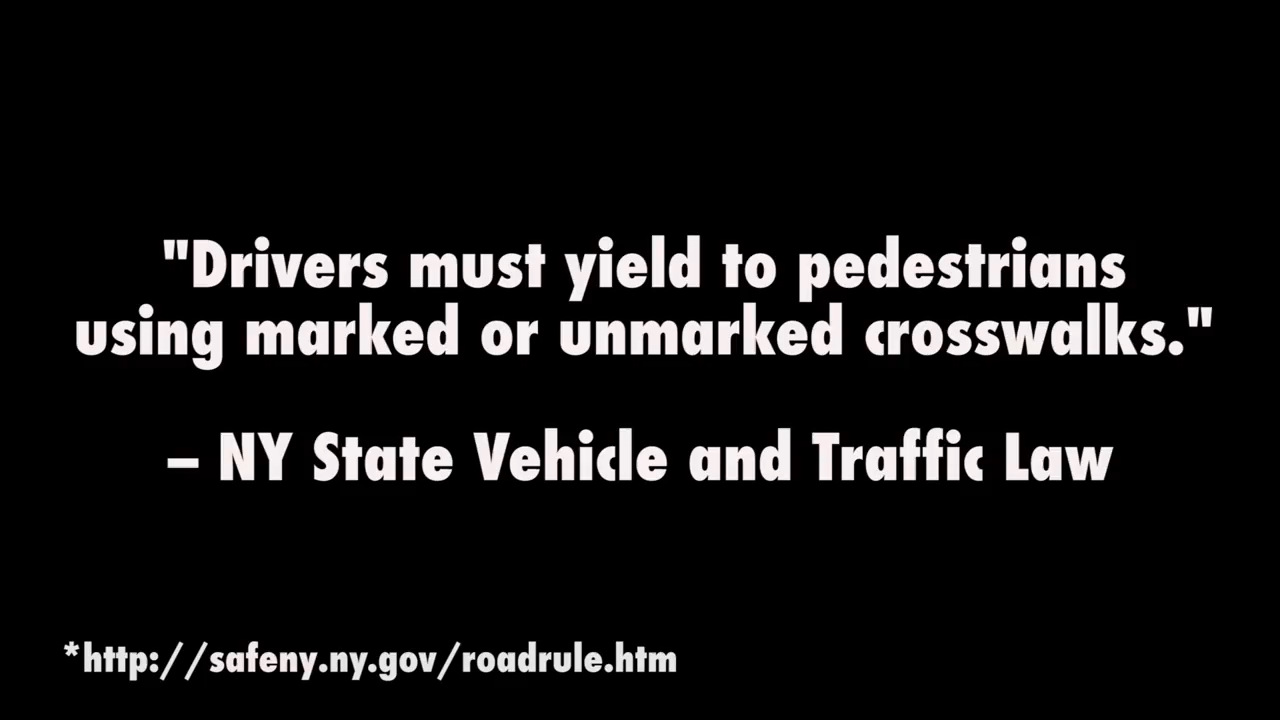 "Drivers must yield to pedestrians
using marked or unmarked crosswalks."
– NY State Vehicle and Traffic Law
*http://safeny.ny.gov/roadrule.htm